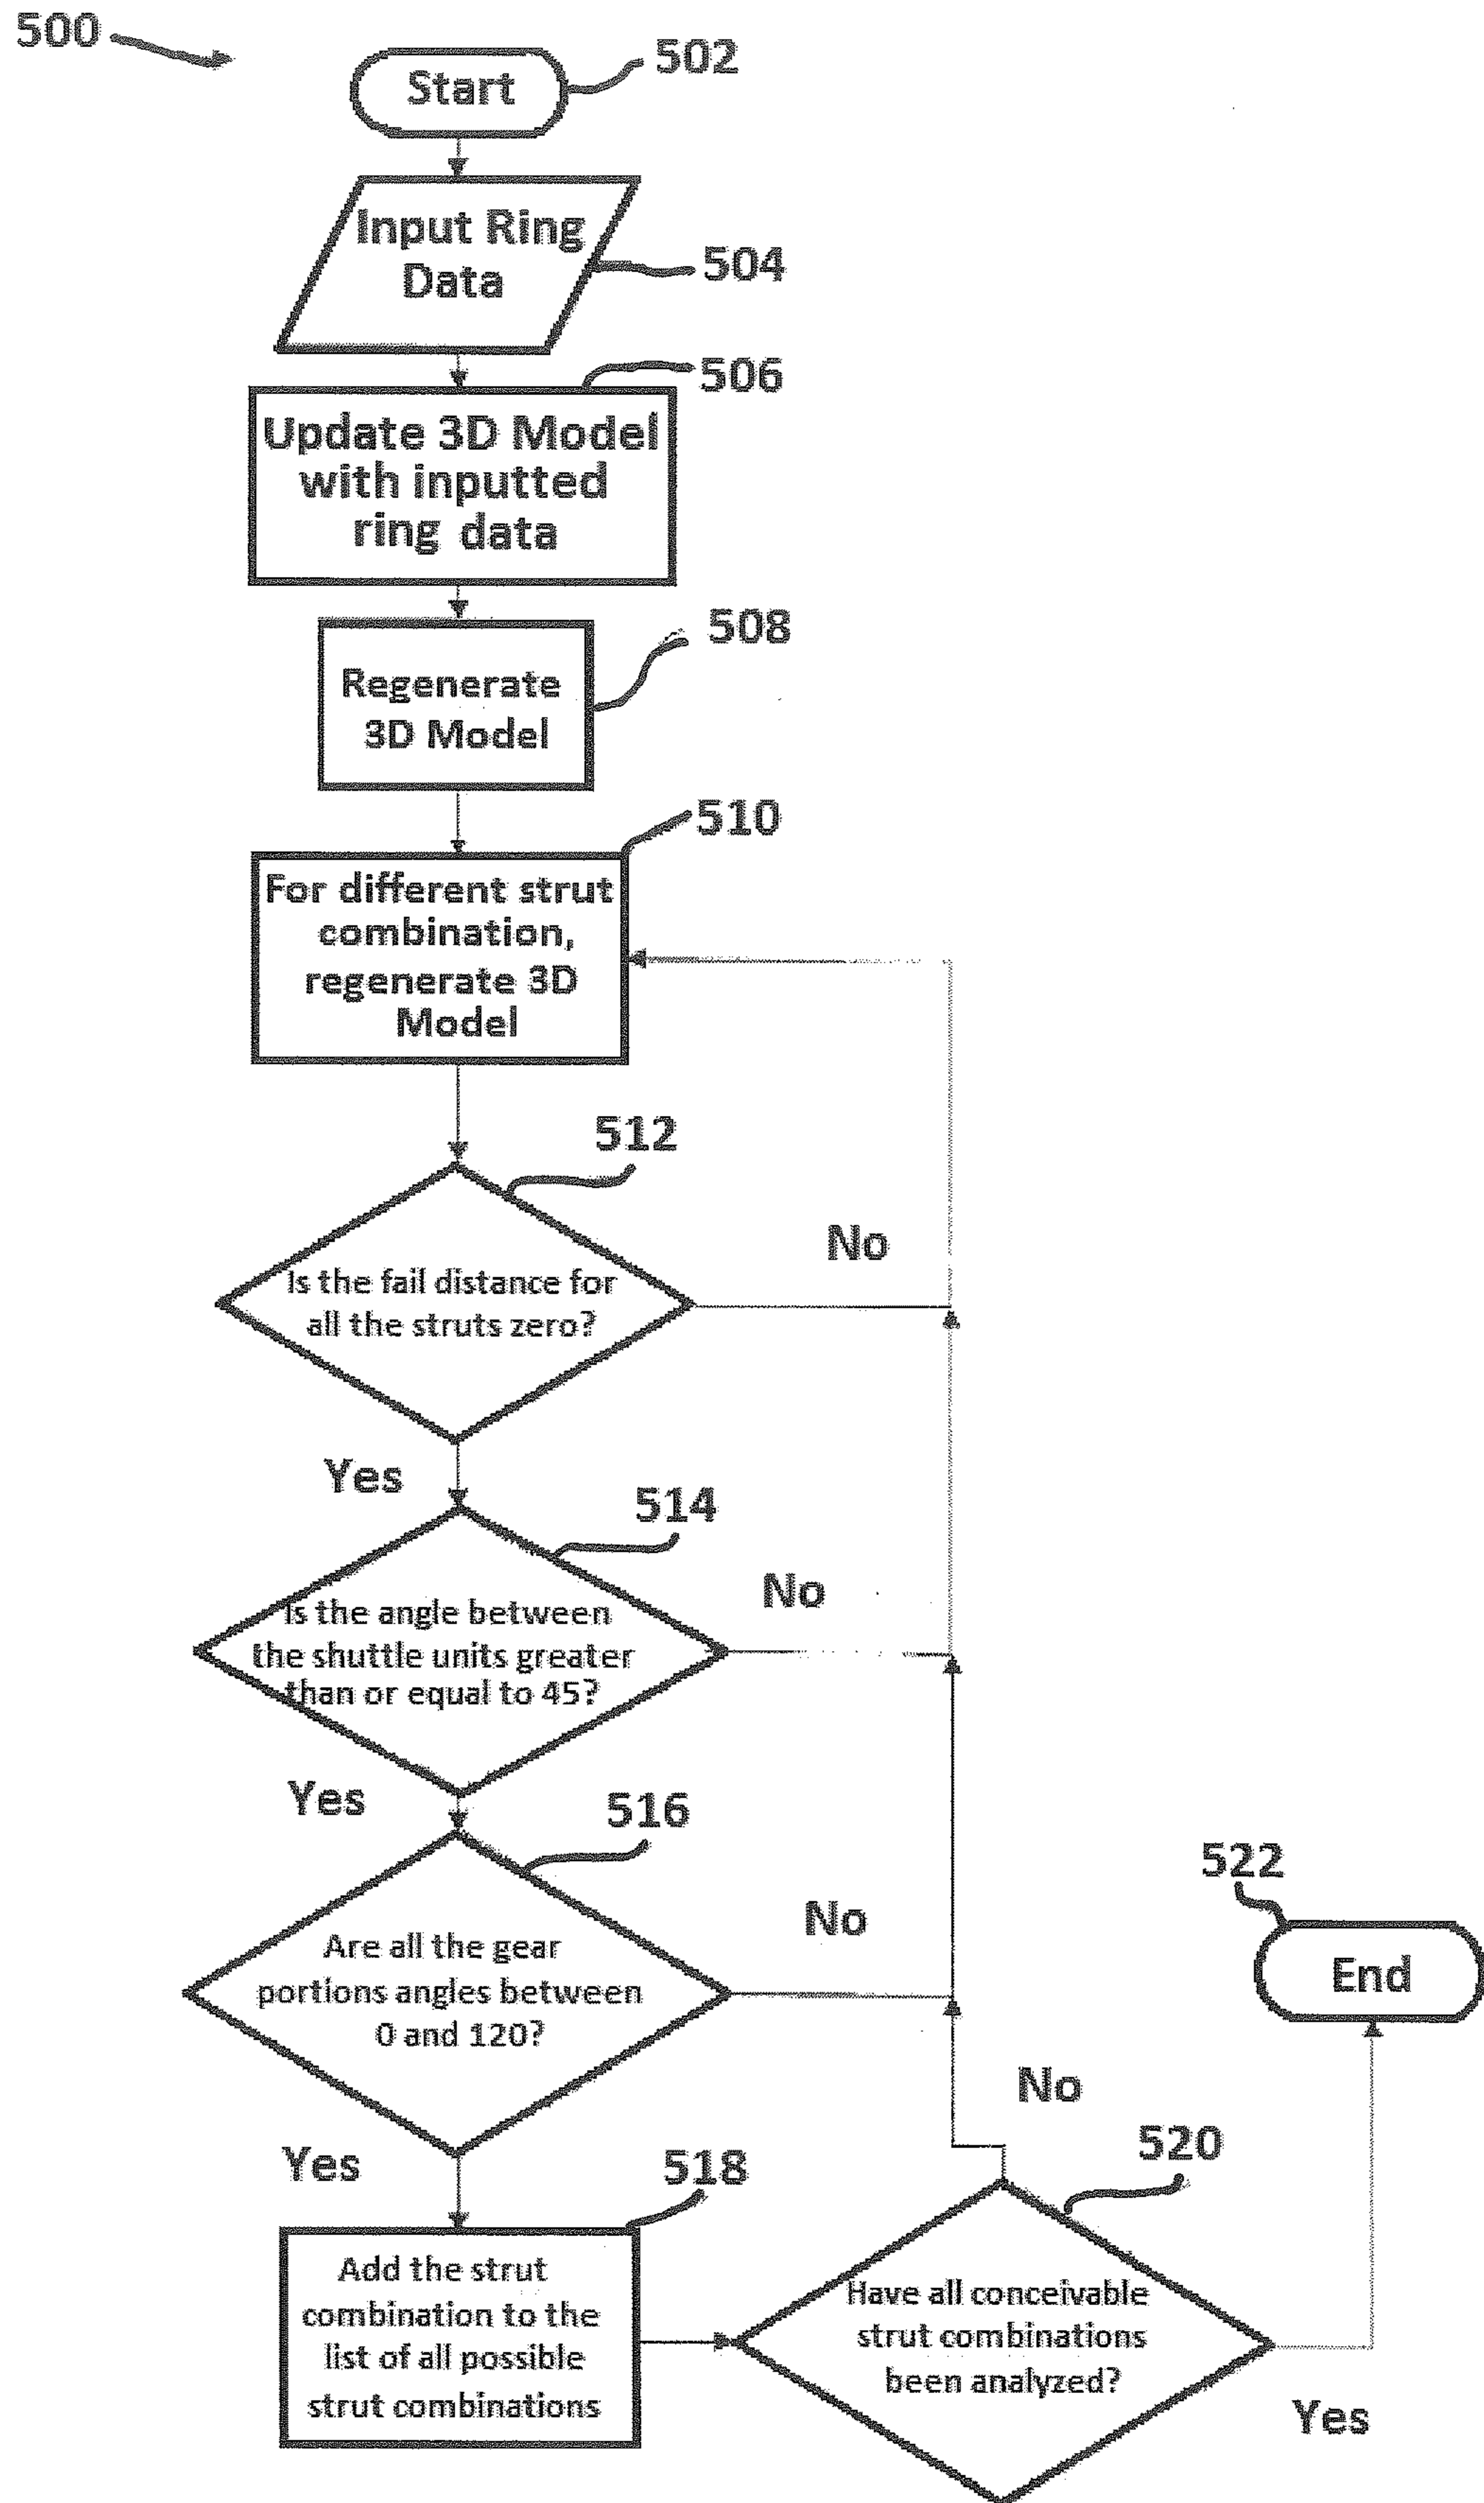 500
502
Start
Input Ring
Data
504
506
Update 3D Model
with inputted
ring data
508
Regenerate
3D Model
510
For different strut
combination,
regenerate 3D
Model
512
No
Is the fail distance for
all the struts zero?
Yes
514
No
Is the angle between
the shuttle units greater
than or equal to 45?
Yes
516
No
Are all the gear
portions angles between
0 and 120?
522
End
No
Yes
518
520
Add the strut
combination to the
list of all possible
strut combinations
Have all conceivable
strut combinations
been analyzed?
Yes